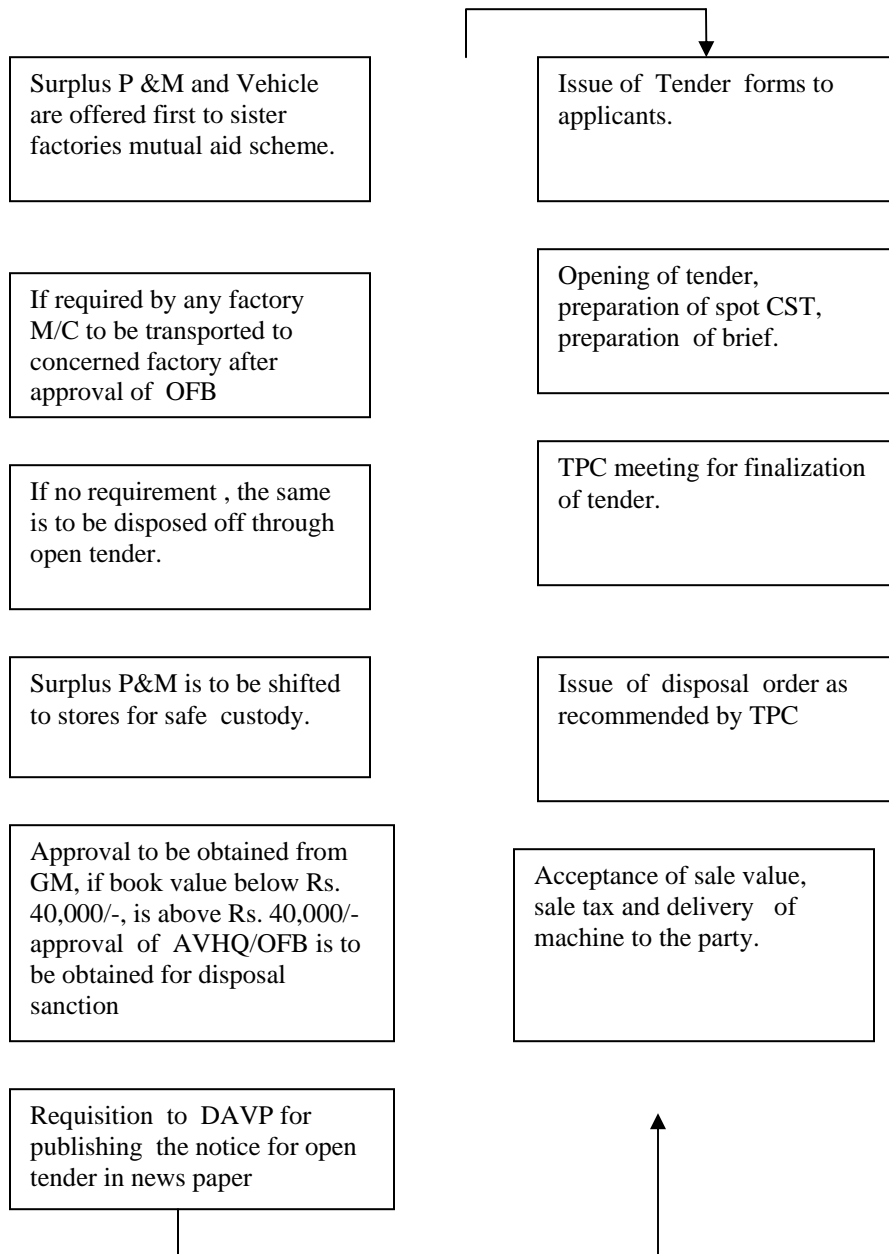 Surplus P &M and Vehicle
are offered first to sister
factories mutual aid scheme.
If required by any factory
M/C to be transported to
concerned factory after
approval of OFB
If no requirement , the same
is to be disposed off through
open tender.
Surplus P&M is to be shifted
to stores for safe custody.
Approval to be obtained from
GM, if book value below Rs.
40,000/-, is above Rs. 40,000/-
approval of AVHQ/OFB is to
be obtained for disposal
sanction
Requisition to DAVP for
publishing the notice for open
tender in news paper
Issue of Tender forms to
applicants.
Opening of tender,
preparation of spot CST,
preparation of brief.
TPC meeting for finalization
of tender.
Issue of disposal order as
recommended by TPC
Acceptance of sale value,
sale tax and delivery of
machine to the party.